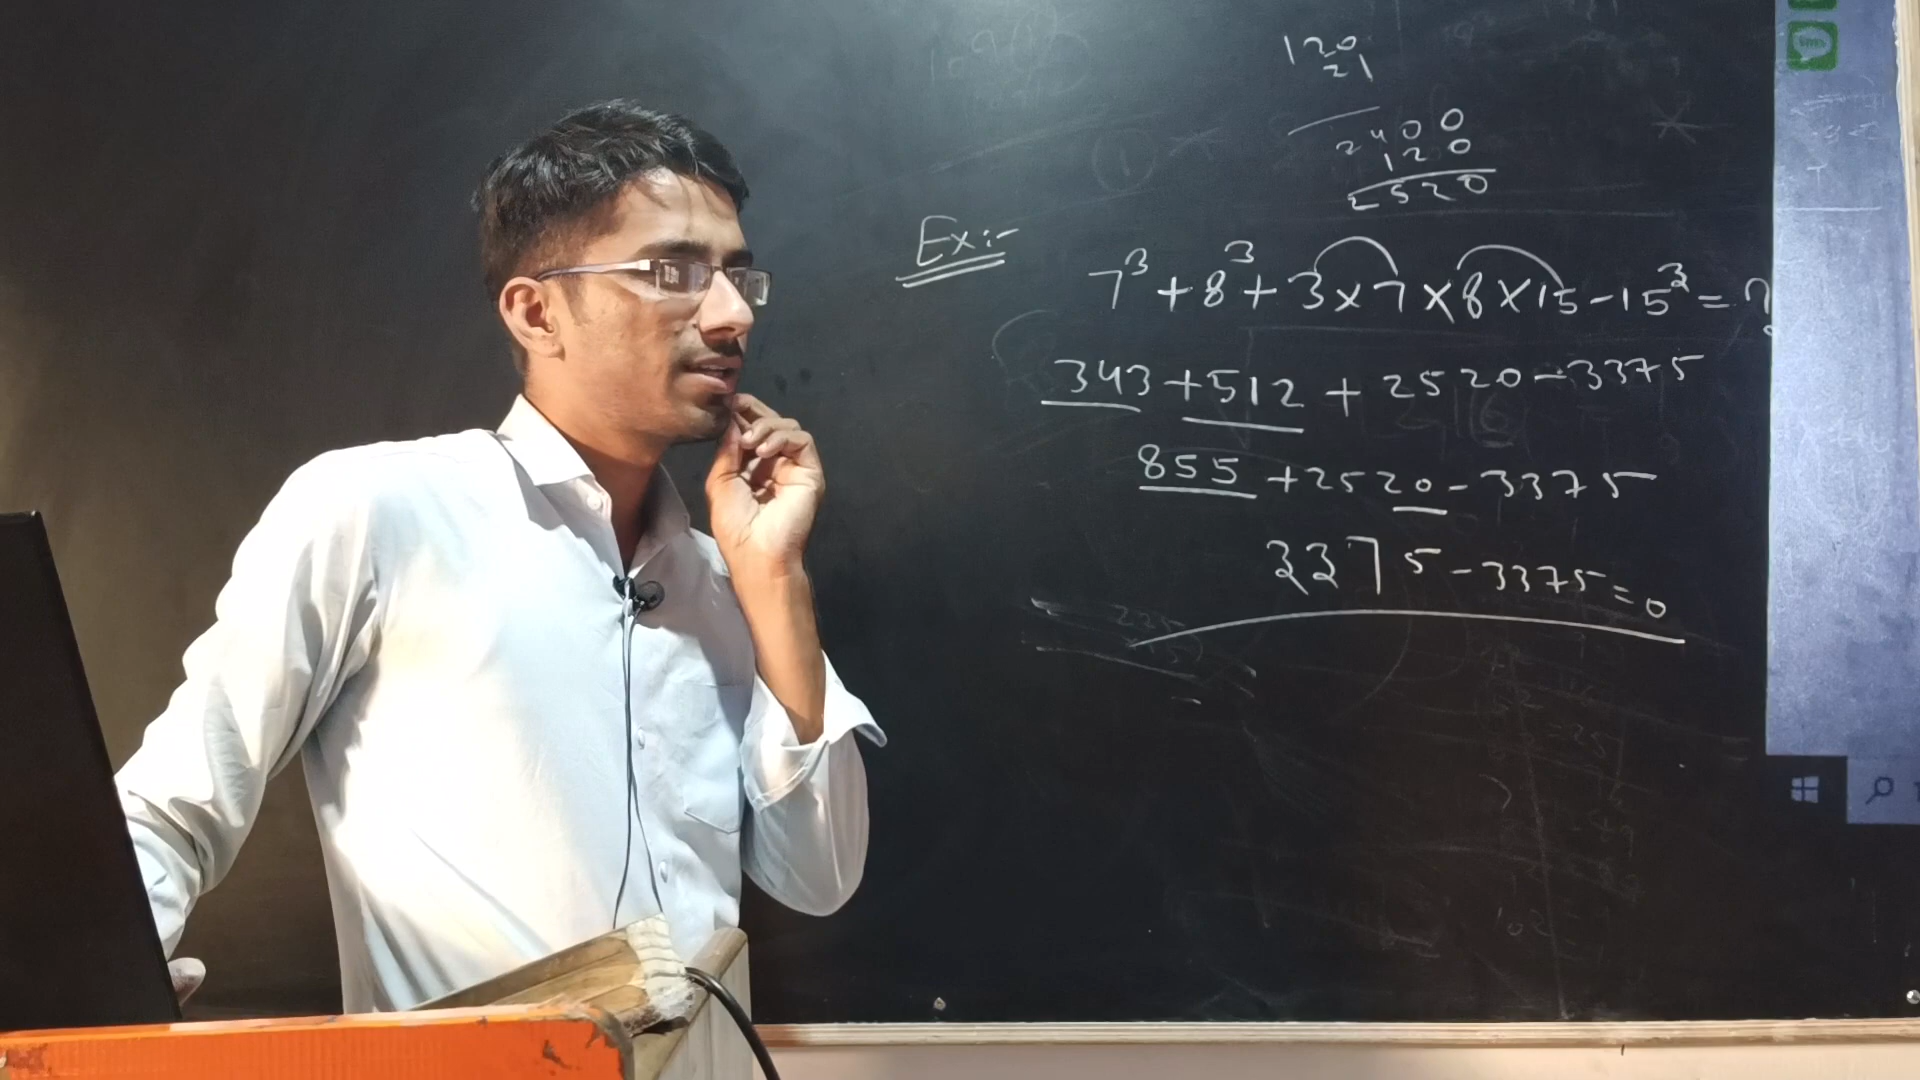 120
21
2400
120
2520
Ex:-
7³ + 8³ + 3 × 7 × 8 × 15 - 15³ = ?
343 + 512 + 2520 - 3375
855 + 2520 - 3375
3375 - 3375 = 0